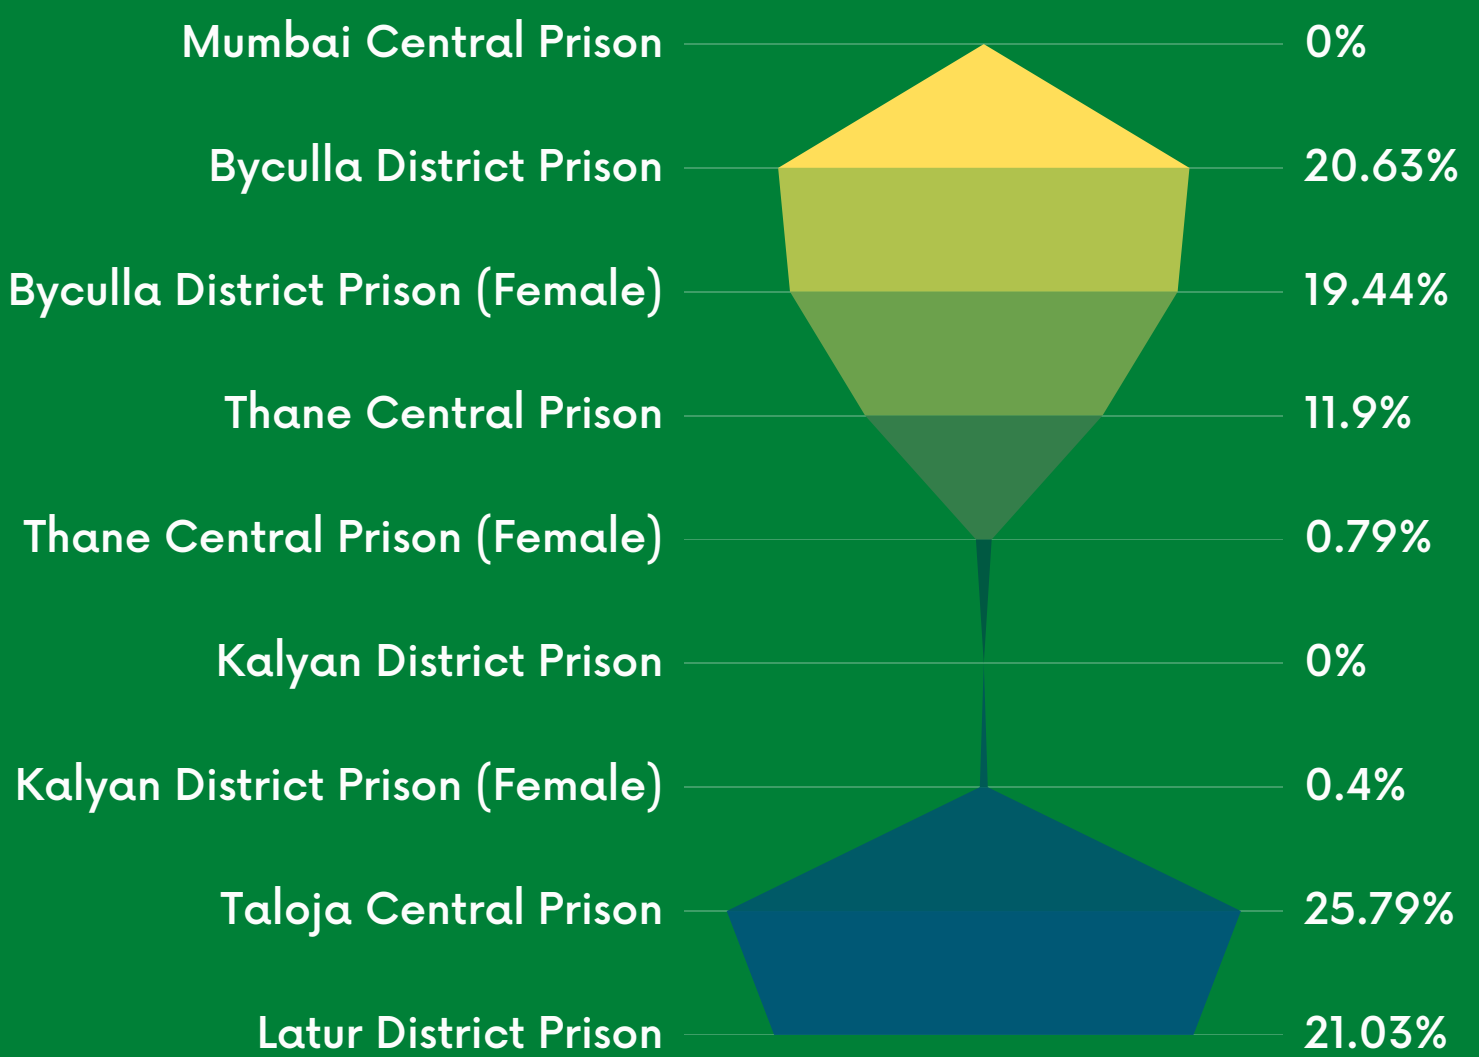 Mumbai Central Prison 0%
Byculla District Prison 20.63%
Byculla District Prison (Female) 19.44%
Thane Central Prison 11.9%
Thane Central Prison (Female) 0.79%
Kalyan District Prison 0%
Kalyan District Prison (Female) 0.4%
Taloja Central Prison 25.79%
Latur District Prison 21.03%